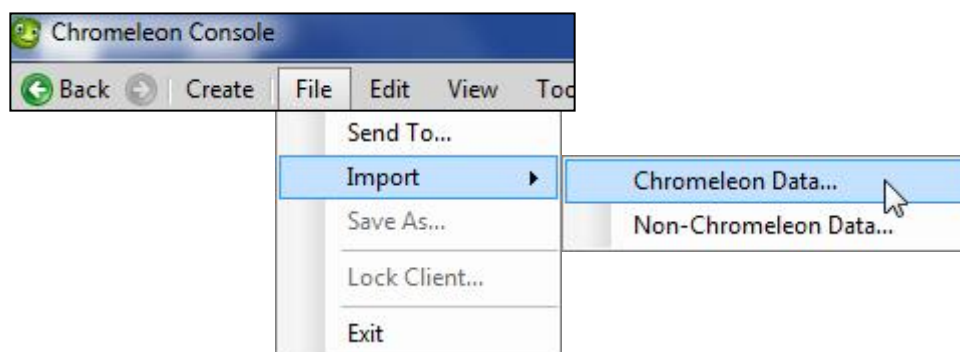 Chromeleon Console
Back Create File Edit View
Send To...
Import Chromeleon Data...
Save As... Non-Chromeleon Data...
Lock Client...
Exit